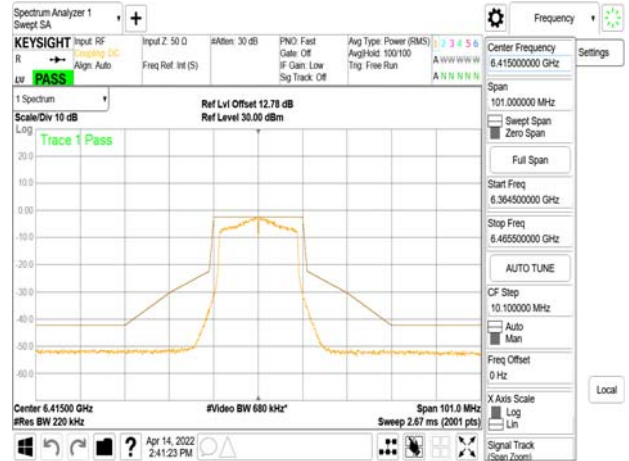 Spectrum Analyzer 1
Swept SA
+
Frequency
KEYSIGHT
Input: RF
Coupling: DC
Align: Auto
Input Z: 50 Ω
Freq Ref: Int (S)
#Atten: 30 dB
PNO: Fast
Gate: Off
IF Gain: Low
Sig Track: Off
Avg Type: Power (RMS)
Avg|Hold: 100/100
Trig: Free Run
1 2 3 4 5 6
A W W W W W
A N N N N N
R
LV PASS
1 Spectrum
Scale/Div 10 dB
Ref Lvl Offset 12.78 dB
Ref Level 30.00 dBm
Log
Trace 1 Pass
20.0
10.0
0.00
-10.0
-20.0
-30.0
-40.0
-50.0
-60.0
Center 6.41500 GHz
#Video BW 680 kHz*
Span 101.0 MHz
#Res BW 220 kHz
Sweep 2.67 ms (2001 pts)
?
Apr 14, 2022
2:41:23 PM
Center Frequency
6.415000000 GHz
Span
101.000000 MHz
Swept Span
Zero Span
Full Span
Start Freq
6.364500000 GHz
Stop Freq
6.465500000 GHz
AUTO TUNE
CF Step
10.100000 MHz
Auto
Man
Freq Offset
0 Hz
X Axis Scale
Log
Lin
Signal Track
(Span Zoom)
Settings
Local